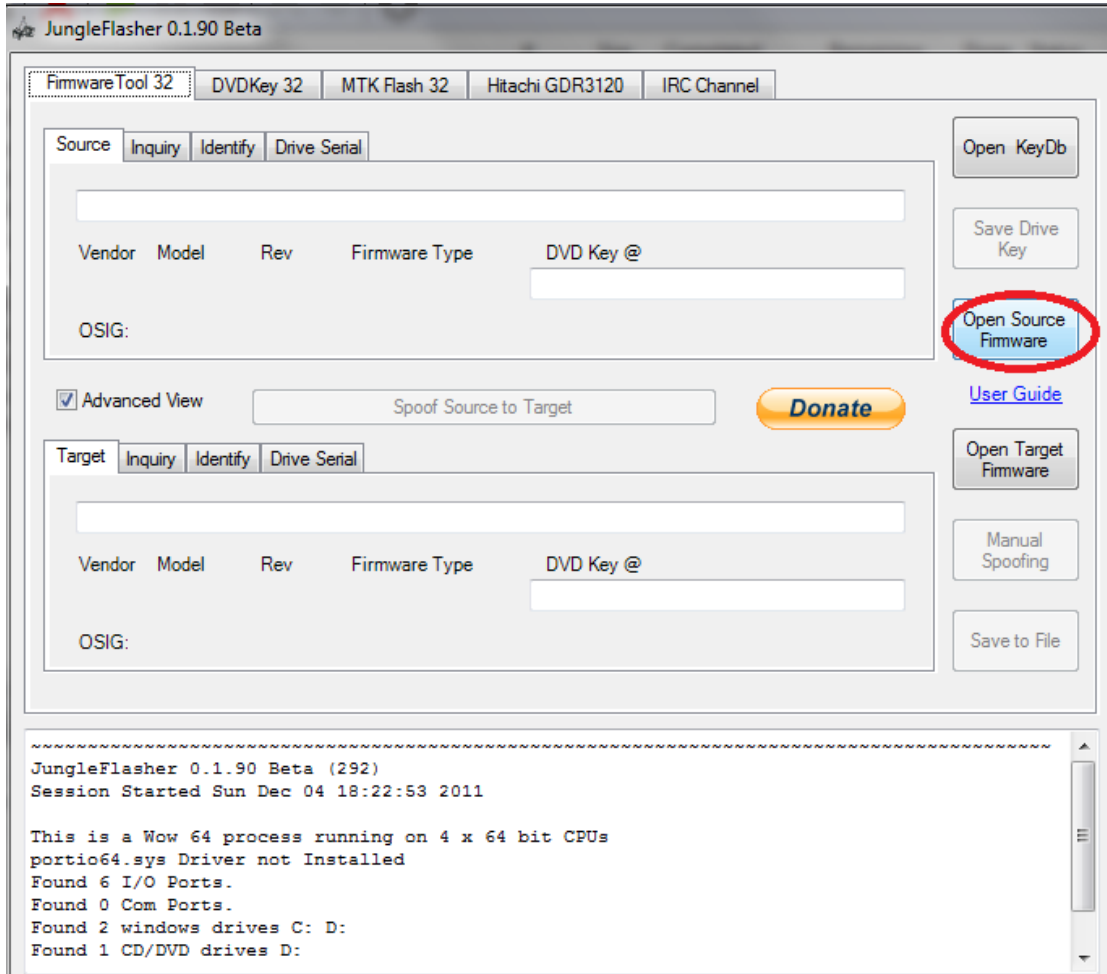 JungleFlasher 0.1.90 Beta
FirmwareTool 32 DVDKey 32 MTK Flash 32 Hitachi GDR3120 IRC Channel
Source Inquiry Identify Drive Serial
Open KeyDb
Vendor Model Rev Firmware Type DVD Key @
Save Drive
Key
OSIG:
Open Source
Firmware
Advanced View
Spoof Source to Target
Donate
User Guide
Target Inquiry Identify Drive Serial
Open Target
Firmware
Vendor Model Rev Firmware Type DVD Key @
Manual
Spoofing
OSIG:
Save to File
~~~~~~~~~~~~~~~~~~~~~~~~~~~~~~~~~~~~~~~~~~~~~~~~~~~~~~~~~~~~~~~~~~~~~~~~~~~~~~~~~~~~~~~~~
JungleFlasher 0.1.90 Beta (292)
Session Started Sun Dec 04 18:22:53 2011
This is a Wow 64 process running on 4 x 64 bit CPUs
portio64.sys Driver not Installed
Found 6 I/O Ports.
Found 0 Com Ports.
Found 2 windows drives C: D:
Found 1 CD/DVD drives D: